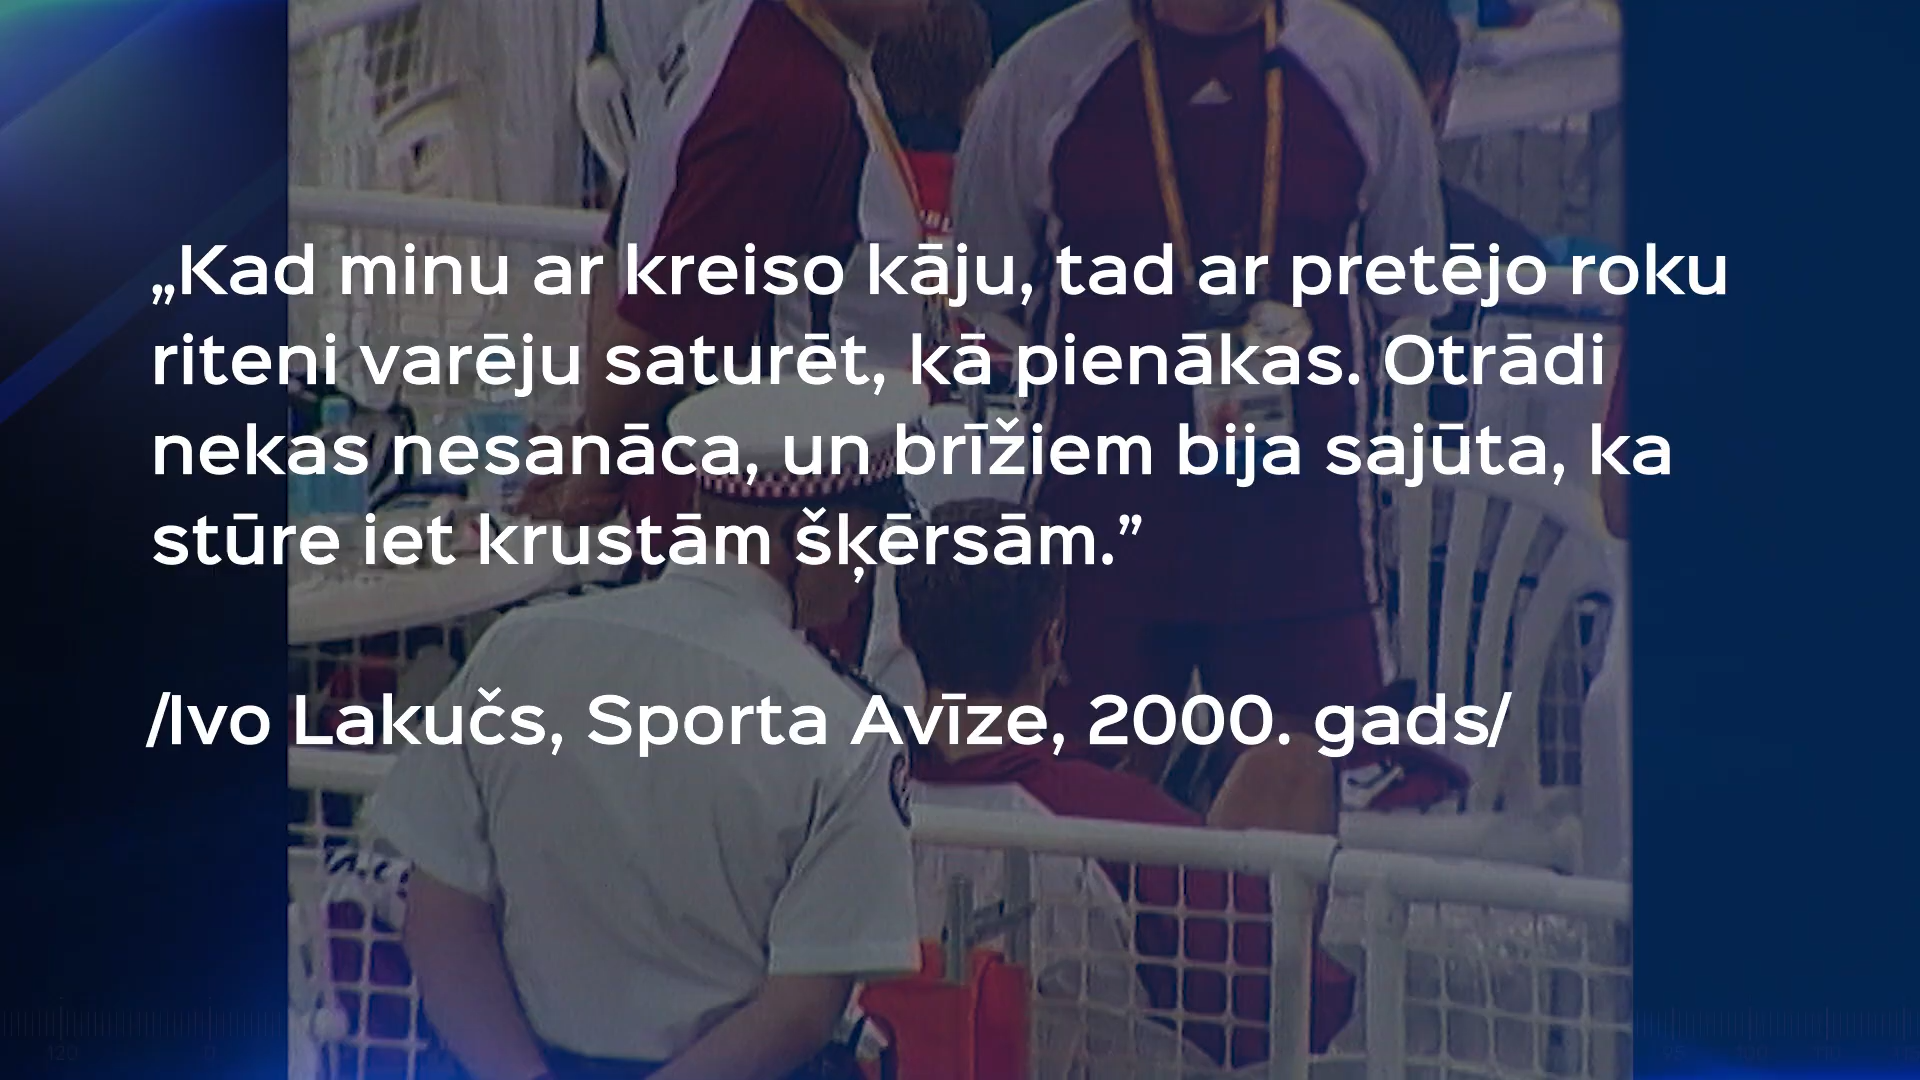 „Kad minu ar kreiso kāju, tad ar pretējo roku
riteni varēju saturēt, kā pienākas. Otrādi
nekas nesanāca, un brīžiem bija sajūta, ka
stūre iet krustām šķērsām.”
/Ivo Lakučs, Sporta Avīze, 2000. gads/